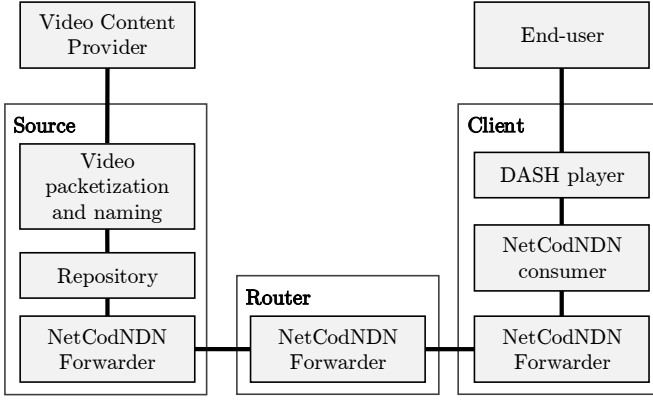 Video Content
Provider
End-user
Source
Video
packetization
and naming
Repository
NetCodNDN
Forwarder
Router
NetCodNDN
Forwarder
Client
DASH player
NetCodNDN
consumer
NetCodNDN
Forwarder